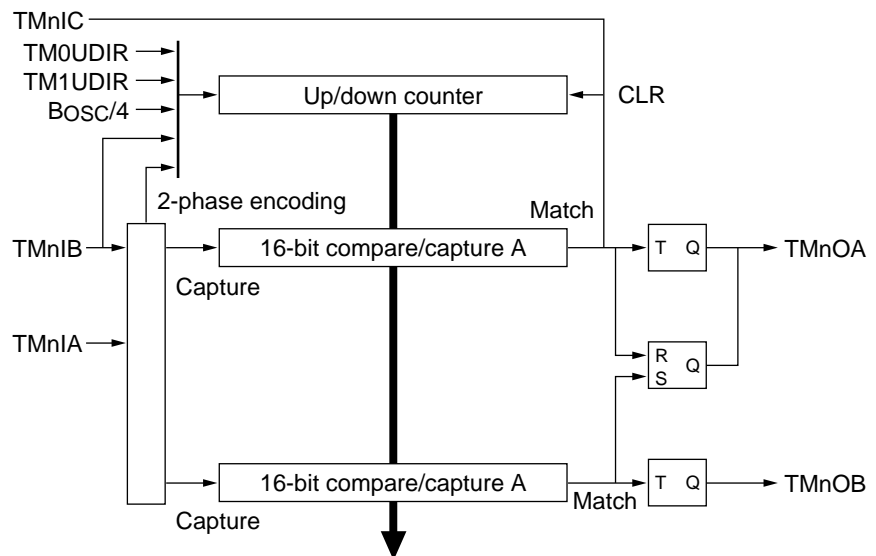 TMnIC
TM0UDIR
TM1UDIR
BOSC/4
Up/down counter
CLR
2-phase encoding
Match
TMnIB
16-bit compare/capture A
T Q
TMnOA
Capture
TMnIA
R
S
Q
16-bit compare/capture A
T Q
TMnOB
Match
Capture